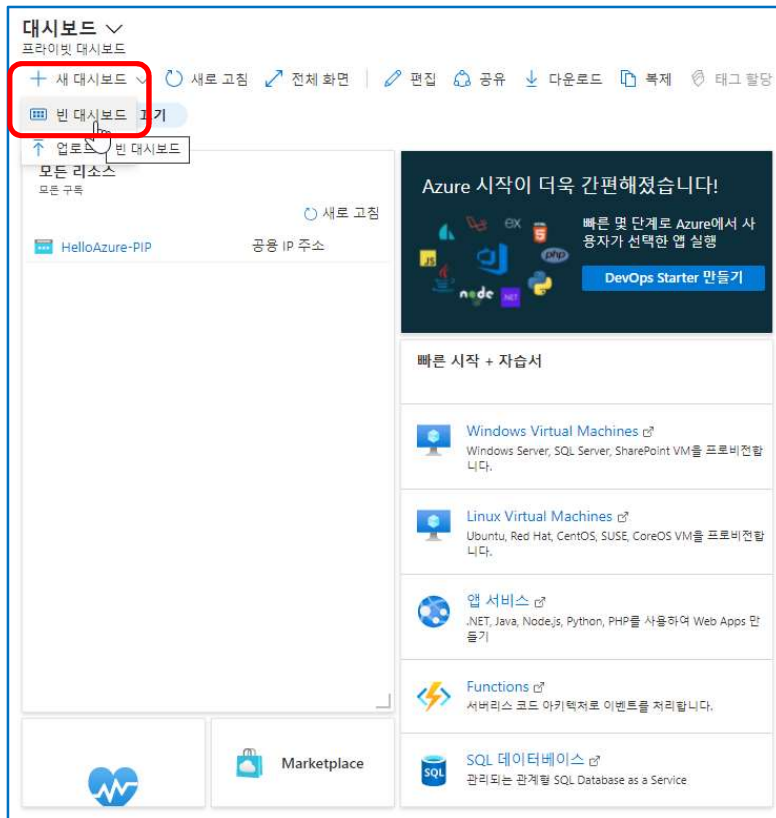 대시보드
프라이빗 대시보드
새 대시보드
새로 고침
전체 화면
편집
공유
다운로드
복제
태그 할당
빈 대시보드
기
빈 대시보드
모든 리소스
모든 구독
새로 고침
HelloAzure-PIP
공용 IP 주소
Azure 시작이 더욱 간편해졌습니다!
빠른 몇 단계로 Azure에서 사
용자가 선택한 앱 실행
DevOps Starter 만들기
ex
JS
php
node
NET
빠른 시작 + 자습서
Windows Virtual Machines
Windows Server, SQL Server, SharePoint VM을 프로비전합
니다.
Linux Virtual Machines
Ubuntu, Red Hat, CentOS, SUSE, CoreOS VM을 프로비전합
니다.
앱 서비스
.NET, Java, Node.js, Python, PHP를 사용하여 Web Apps 만
들기
Functions
서버리스 코드 아키텍처로 이벤트를 처리합니다.
SQL
SQL 데이터베이스
관리되는 관계형 SQL Database as a Service
Marketplace